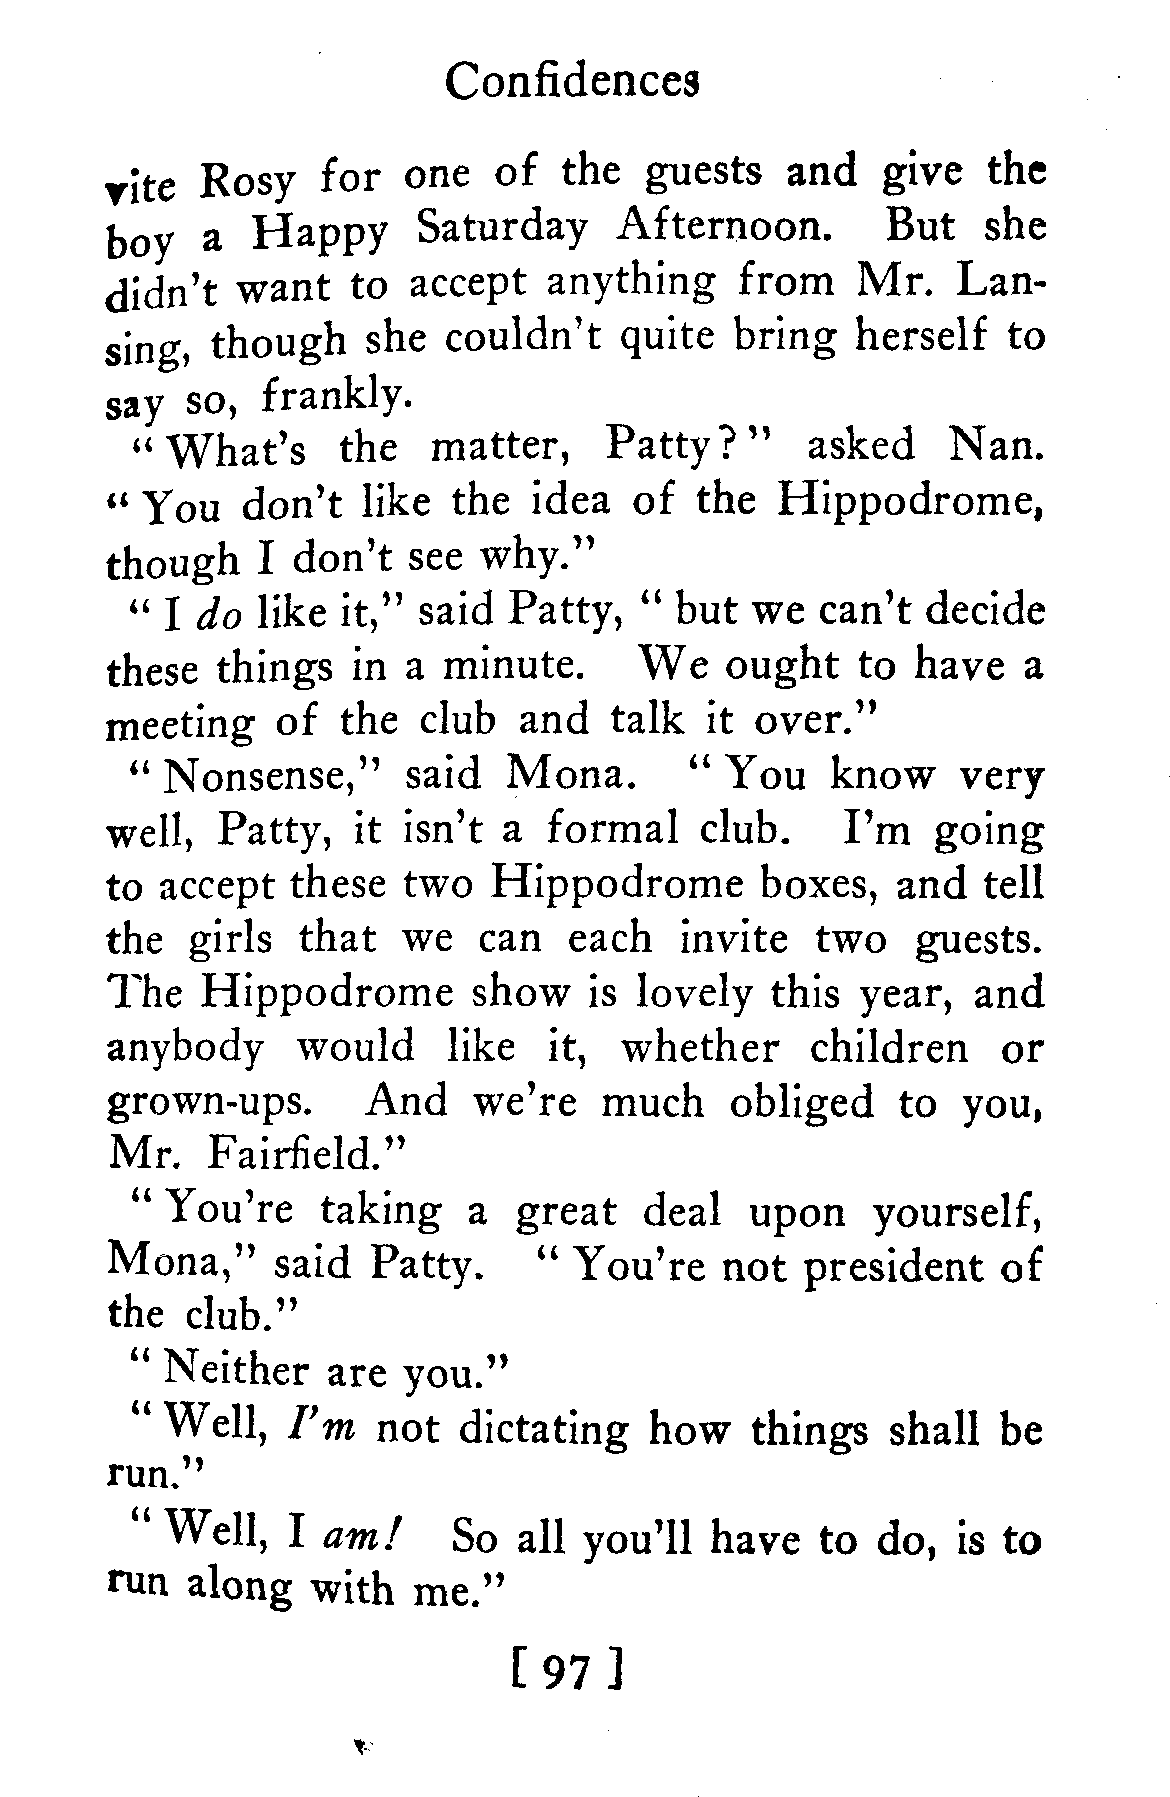 Confidences
vite Rosy for one of the guests and give the
boy a Happy Saturday Afternoon. But she
didn't want to accept anything from Mr. Lan-
sing, though she couldn't quite bring herself to
say so, frankly.
" What's the matter, Patty? " asked Nan.
" You don't like the idea of the Hippodrome,
though I don't see why."
" I do like it," said Patty, " but we can't decide
these things in a minute. We ought to have a
meeting of the club and talk it over."
" Nonsense," said Mona. " You know very
well, Patty, it isn't a formal club. I'm going
to accept these two Hippodrome boxes, and tell
the girls that we can each invite two guests.
The Hippodrome show is lovely this year, and
anybody would like it, whether children or
grown-ups. And we're much obliged to you,
Mr. Fairfield."
" You're taking a great deal upon yourself,
Mona," said Patty. " You're not president of
the club."
" Neither are you."
" Well, I'm not dictating how things shall be
run."
" Well, I am! So all you'll have to do, is to
run along with me."
[ 97 ]